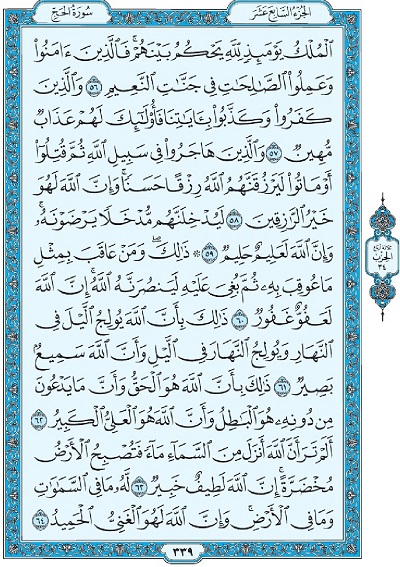 سُورَةُ الحَجِّ
الجُزءُ السَّابِعَ عَشَرَ
ٱلْمُلْكُ يَوْمَئِذٍ لِّلَّهِ يَحْكُمُ بَيْنَهُمْ ۚ فَٱلَّذِينَ ءَامَنُوا۟
وَعَمِلُوا۟ ٱلصَّٰلِحَٰتِ فِى جَنَّٰتِ ٱلنَّعِيمِ ٥٦ وَٱلَّذِينَ
كَفَرُوا۟ وَكَذَّبُوا۟ بِـَٔايَٰتِنَا فَأُو۟لَٰٓئِكَ لَهُمْ عَذَابٌ
مُّهِينٌ ٥٧ وَٱلَّذِينَ هَاجَرُوا۟ فِى سَبِيلِ ٱللَّهِ ثُمَّ قُتِلُوٓا۟
أَوْ مَاتُوا۟ لَيَرْزُقَنَّهُمُ ٱللَّهُ رِزْقًا حَسَنًا ۚ وَإِنَّ ٱللَّهَ لَهُوَ
خَيْرُ ٱلرَّٰزِقِينَ ٥٨ لَيُدْخِلَنَّهُم مُّدْخَلًا يَرْضَوْنَهُۥ ۗ
وَإِنَّ ٱللَّهَ لَعَلِيمٌ حَلِيمٌ ٥٩ ۞ ذَٰلِكَ ۖ وَمَنْ عَاقَبَ بِمِثْلِ
مَا عُوقِبَ بِهِۦ ثُمَّ بُغِىَ عَلَيْهِ لَيَنصُرَنَّهُ ٱللَّهُ ۗ إِنَّ ٱللَّهَ
لَعَفُوٌّ غَفُورٌ ٦٠ ذَٰلِكَ بِأَنَّ ٱللَّهَ يُولِجُ ٱلَّيْلَ فِى
ٱلنَّهَارِ وَيُولِجُ ٱلنَّهَارَ فِى ٱلَّيْلِ وَأَنَّ ٱللَّهَ سَمِيعٌۢ
بَصِيرٌ ٦١ ذَٰلِكَ بِأَنَّ ٱللَّهَ هُوَ ٱلْحَقُّ وَأَنَّ مَا يَدْعُونَ
مِن دُونِهِۦ هُوَ ٱلْبَٰطِلُ وَأَنَّ ٱللَّهَ هُوَ ٱلْعَلِىُّ ٱلْكَبِيرُ ٦٢
أَلَمْ تَرَ أَنَّ ٱللَّهَ أَنزَلَ مِنَ ٱلسَّمَآءِ مَآءً فَتُصْبِحُ ٱلْأَرْضُ
مُخْضَرَّةً ۗ إِنَّ ٱللَّهَ لَطِيفٌ خَبِيرٌ ٦٣ لَّهُۥ مَا فِى ٱلسَّمَٰوَٰتِ
وَمَا فِى ٱلْأَرْضِ ۗ وَإِنَّ ٱللَّهَ لَهُوَ ٱلْغَنِىُّ ٱلْحَمِيدُ ٦٤
الحزب
٣٤
٣٣٩